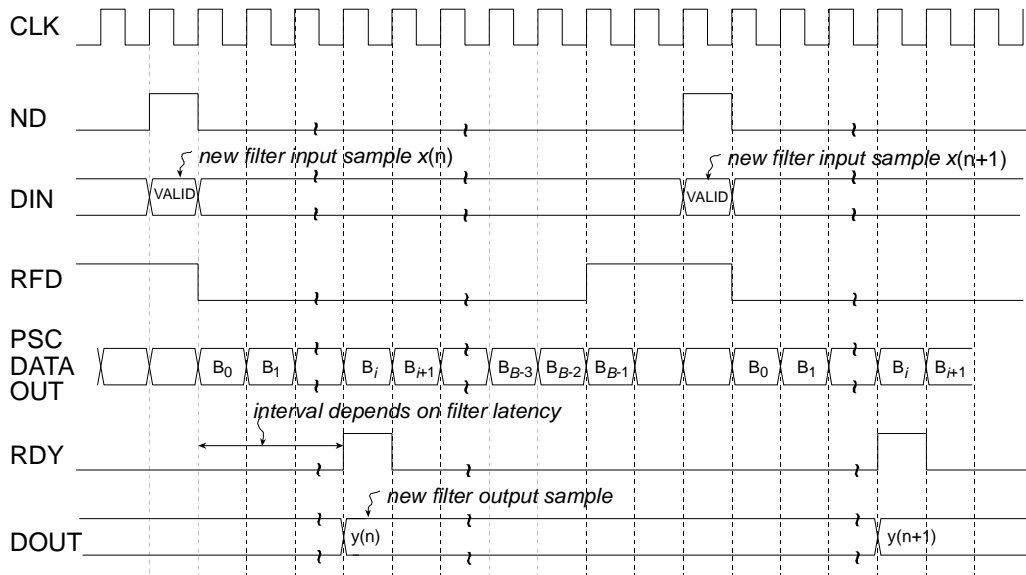 CLK
ND
new filter input sample x(n)
new filter input sample x(n+1)
DIN
VALID
VALID
RFD
PSC
DATA
OUT
B0 B1 Bi Bi+1 BB-3 BB-2 BB-1 B0 B1 Bi Bi+1
interval depends on filter latency
RDY
new filter output sample
DOUT
y(n)
y(n+1)